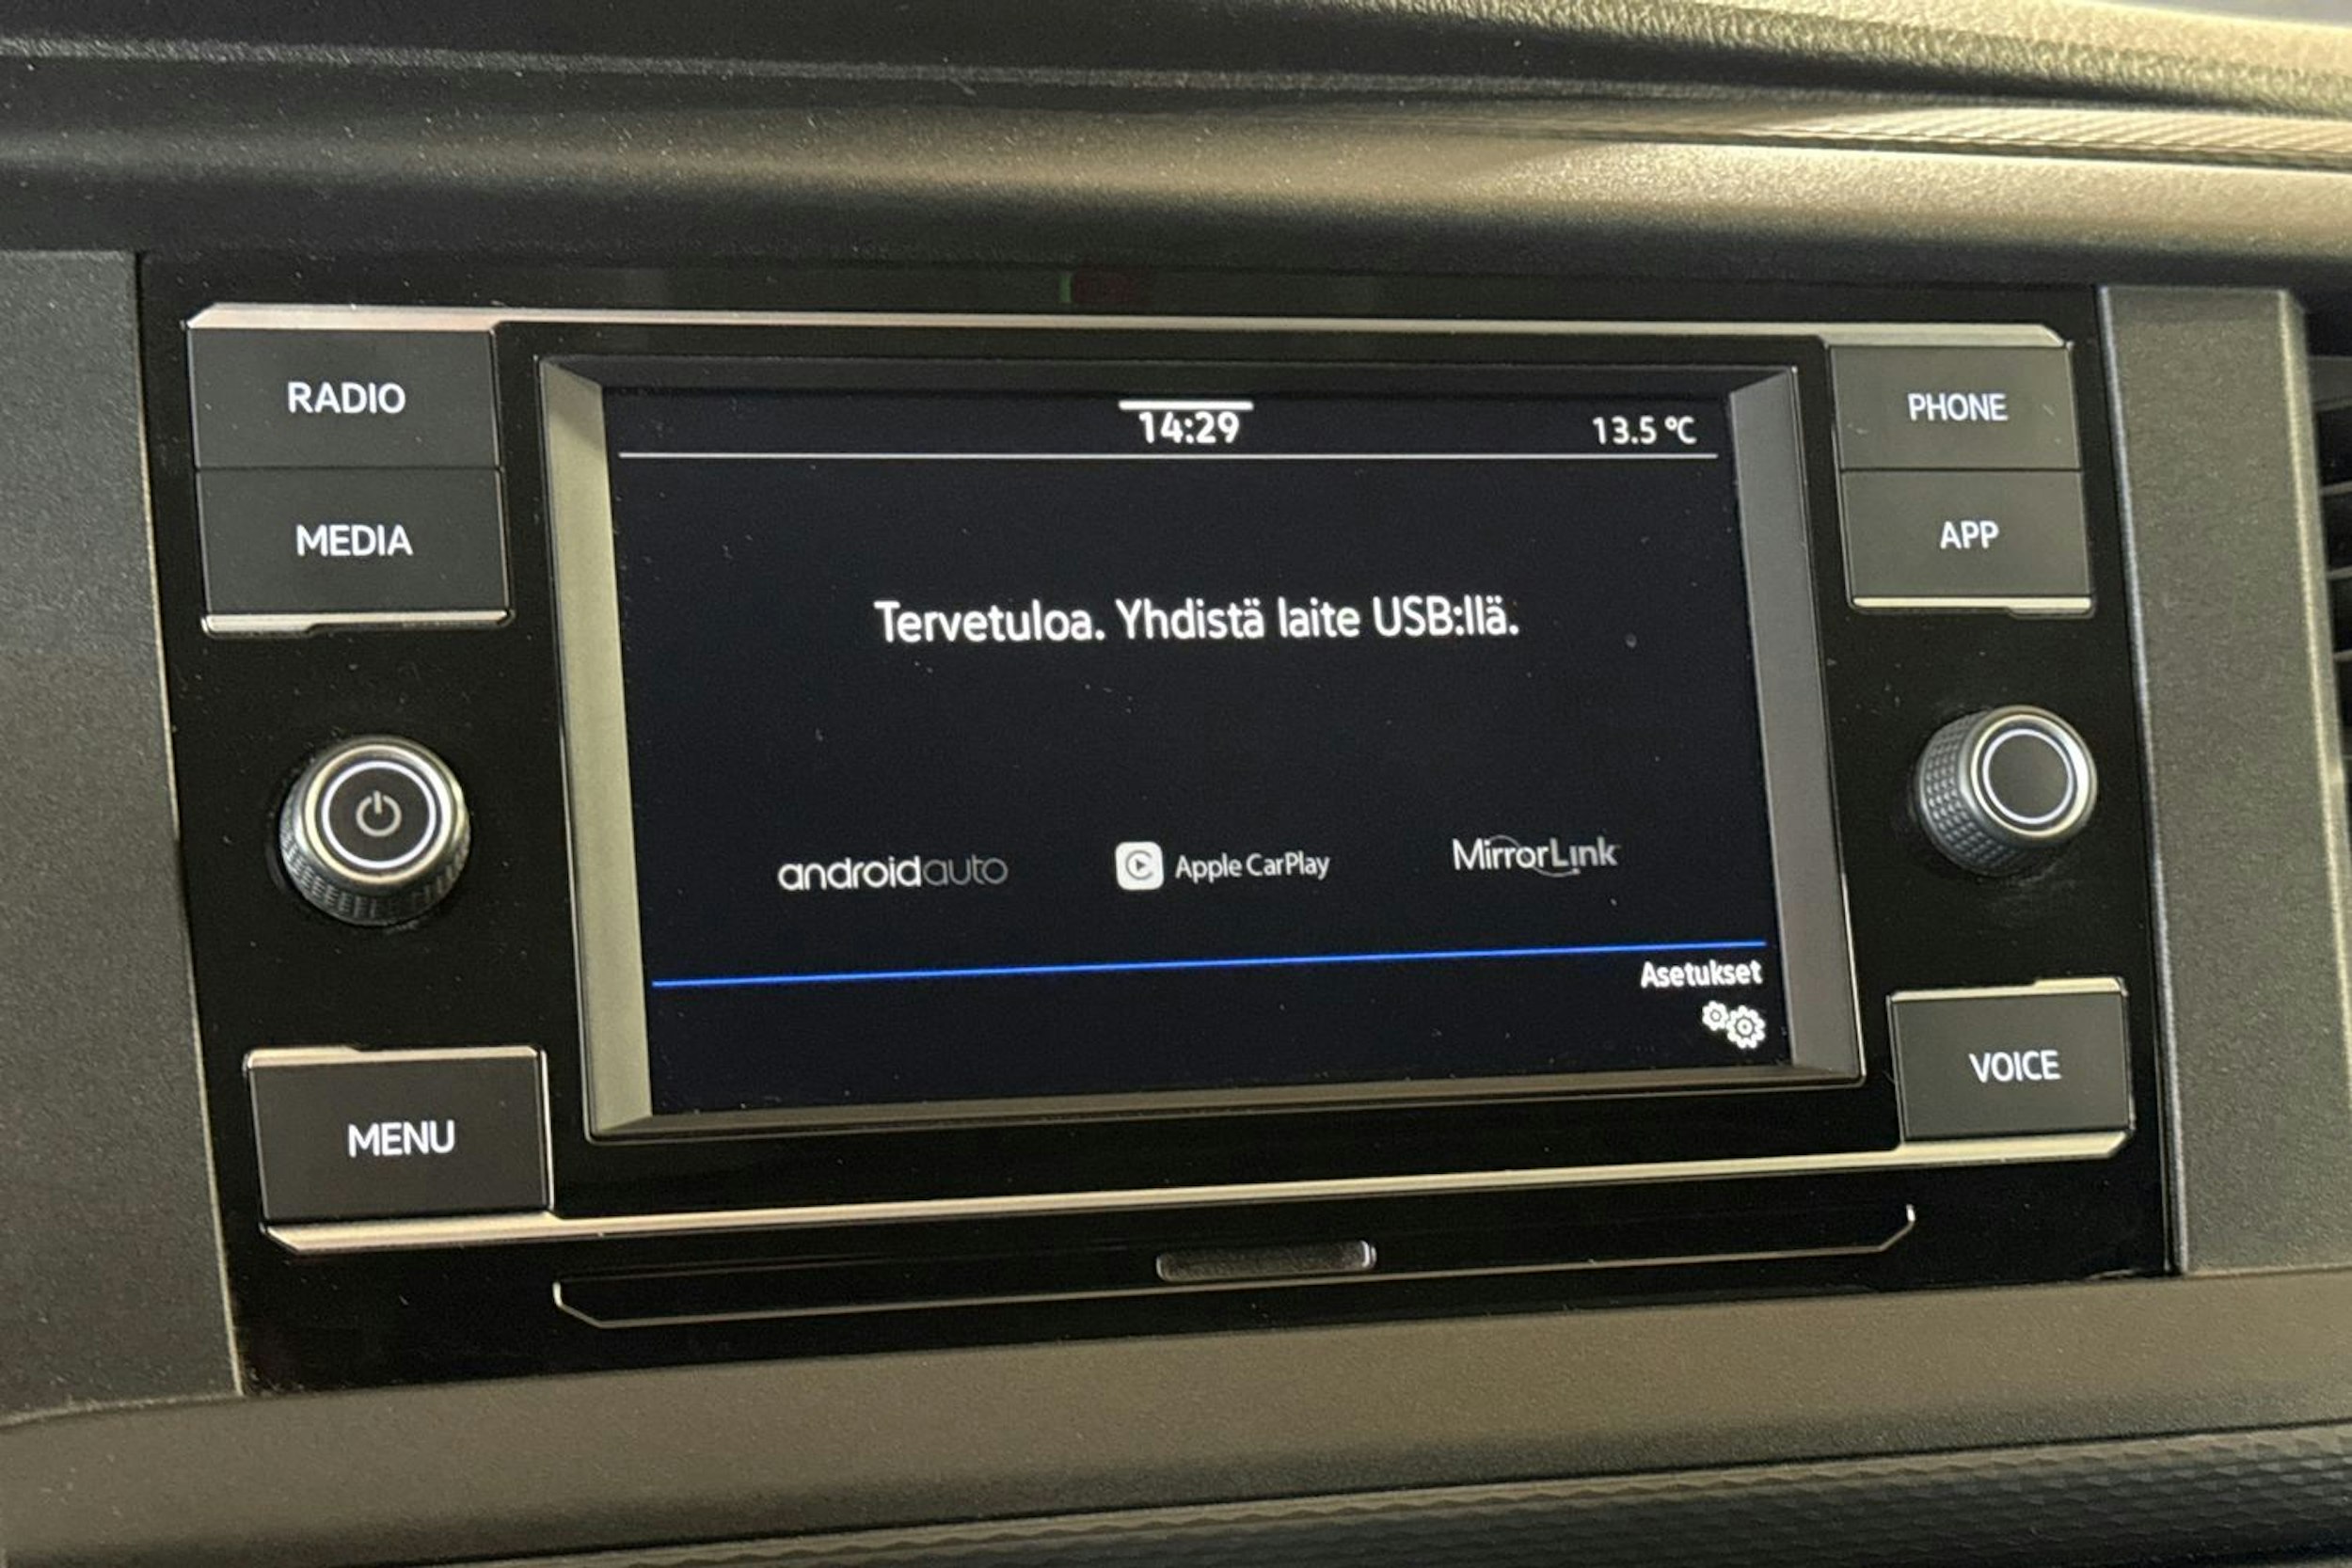 RADIO
MEDIA
MENU
14:29
13.5 °C
Tervetuloa. Yhdistä laite USB:llä.
androidauto
Apple CarPlay
MirrorLink
Asetukset
PHONE
APP
VOICE